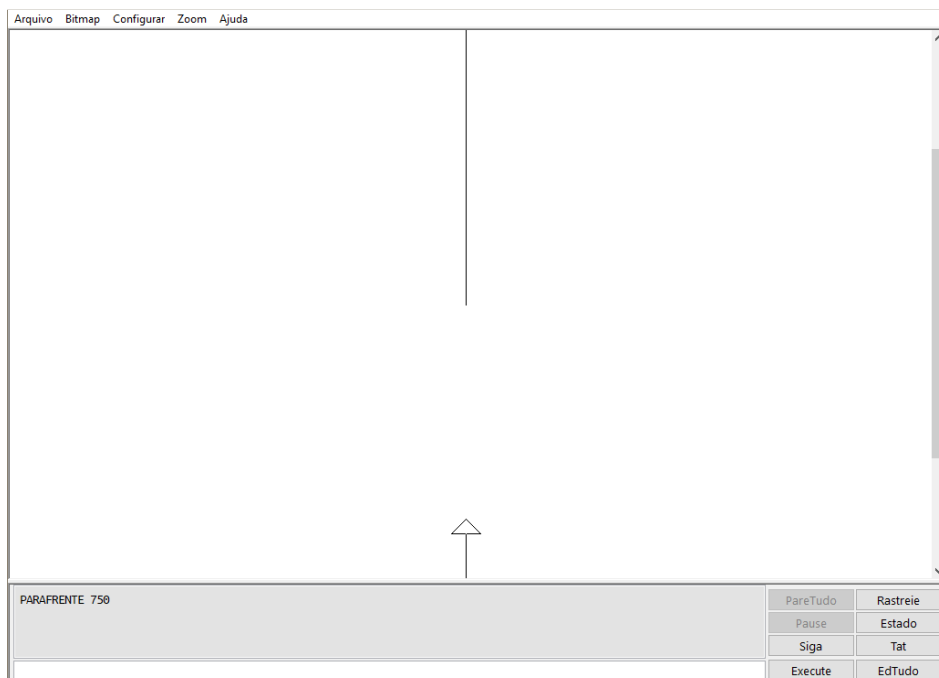 Arquivo Bitmap Configurar Zoom Ajuda
PARAFRENTE 750
PareTudo Rastreie
Pause Estado
Siga Tat
Execute EdTudo